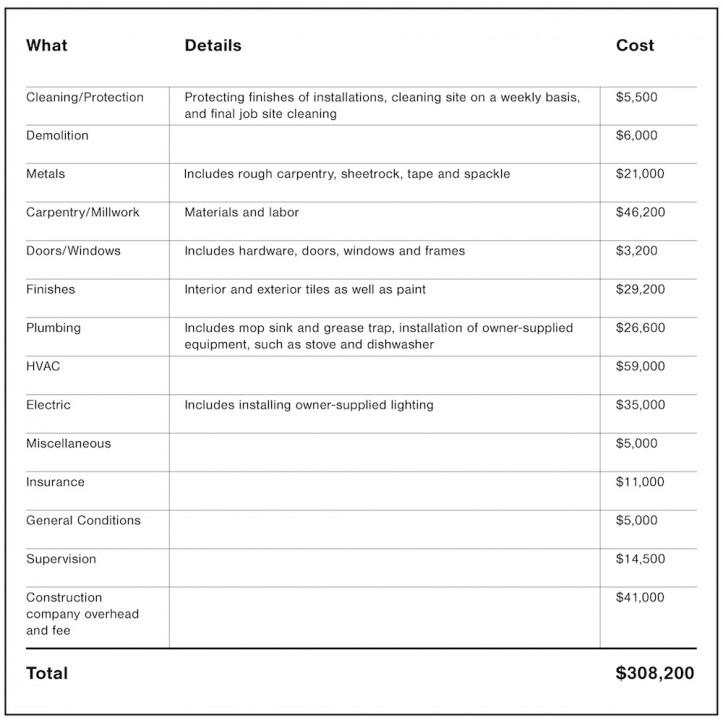 What Details Cost
Cleaning/Protection Protecting finishes of installations, cleaning site on a weekly basis, $5,500
and final job site cleaning
Demolition $6,000
Metals Includes rough carpentry, sheetrock, tape and spackle $21,000
Carpentry/Millwork Materials and labor $46,200
Doors/Windows Includes hardware, doors, windows and frames $3,200
Finishes Interior and exterior tiles as well as paint $29,200
Plumbing Includes mop sink and grease trap, installation of owner-supplied $26,600
equipment, such as stove and dishwasher
HVAC $59,000
Electric Includes installing owner-supplied lighting $35,000
Miscellaneous $5,000
Insurance $11,000
General Conditions $5,000
Supervision $14,500
Construction $41,000
company overhead
and fee
Total $308,200